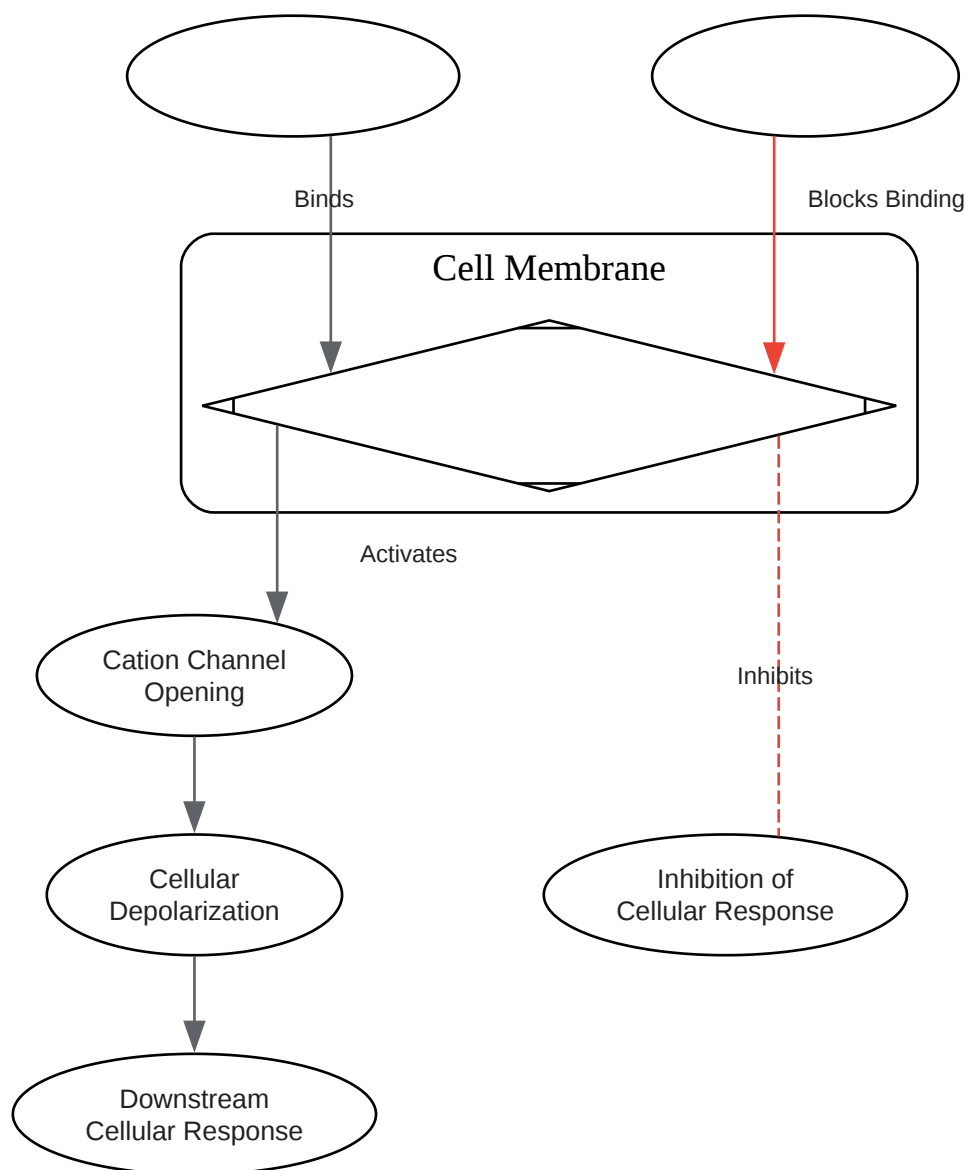 Binds
Blocks Binding
Cell Membrane
Activates
Cation Channel
Opening
Inhibits
Cellular
Depolarization
Inhibition of
Cellular Response
Downstream
Cellular Response